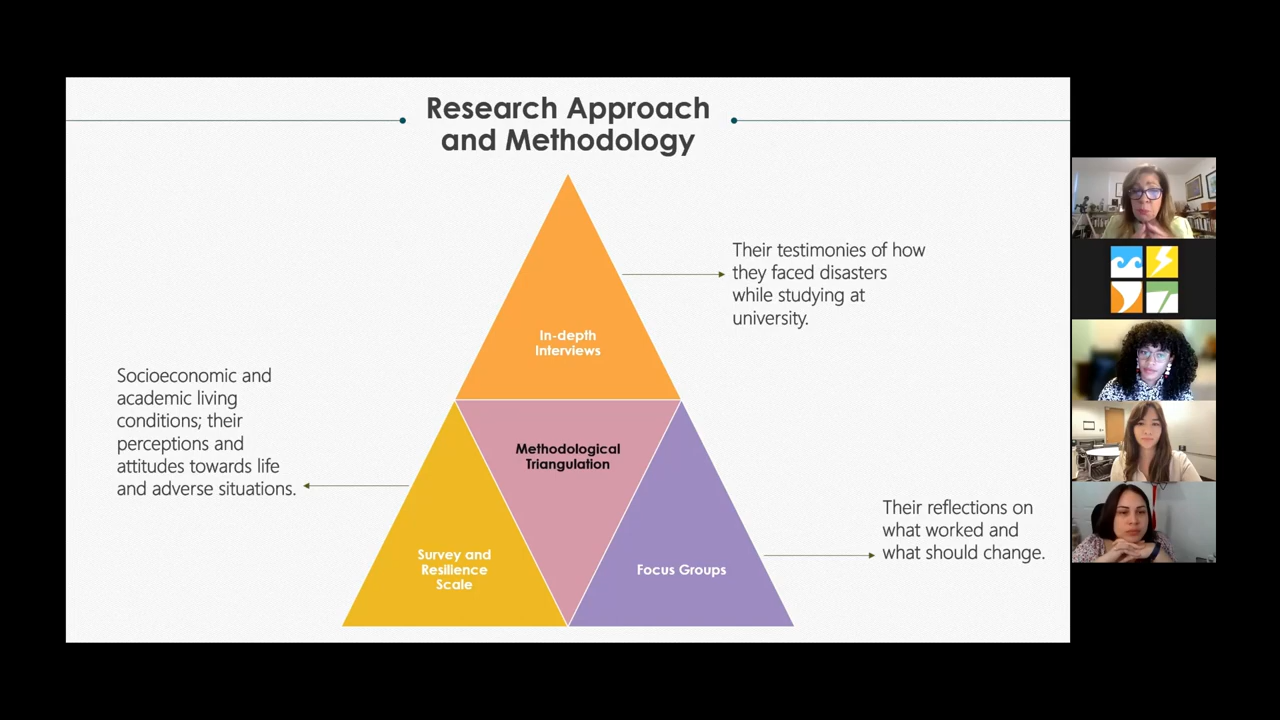 Research Approach
and Methodology
Their testimonies of how
they faced disasters
while studying at
university.
In-depth
Interviews
Socioeconomic and
academic living
conditions; their
perceptions and
attitudes towards life
and adverse situations.
Methodological
Triangulation
Survey and
Resilience
Scale
Focus Groups
Their reflections on
what worked and
what should change.